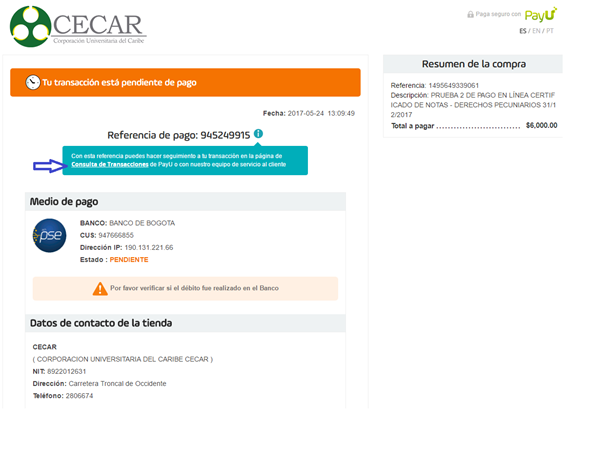 CECAR
Corporación Universitaria del Caribe
Paga seguro con PayU
ES / EN / PT
Tu transacción está pendiente de pago
Fecha: 2017-05-24 13:09:49
Referencia de pago: 945249915
Con esta referencia puedes hacer seguimiento a tu transacción en la página de
Consulta de Transacciones de PayU o con nuestro equipo de servicio al cliente
Medio de pago
pse
BANCO: BANCO DE BOGOTA
CUS: 947666855
Dirección IP: 190.131.221.66
Estado : PENDIENTE
Por favor verificar si el débito fue realizado en el Banco
Datos de contacto de la tienda
CECAR
( CORPORACION UNIVERSITARIA DEL CARIBE CECAR )
NIT: 8922012631
Dirección: Carretera Troncal de Occidente
Teléfono: 2806674
Resumen de la compra
Referencia: 1495649339061
Descripción: PRUEBA 2 DE PAGO EN LÍNEA CERTIF
ICADO DE NOTAS - DERECHOS PECUNIARIOS 31/1
2/2017
Total a pagar ............................ $6,000.00